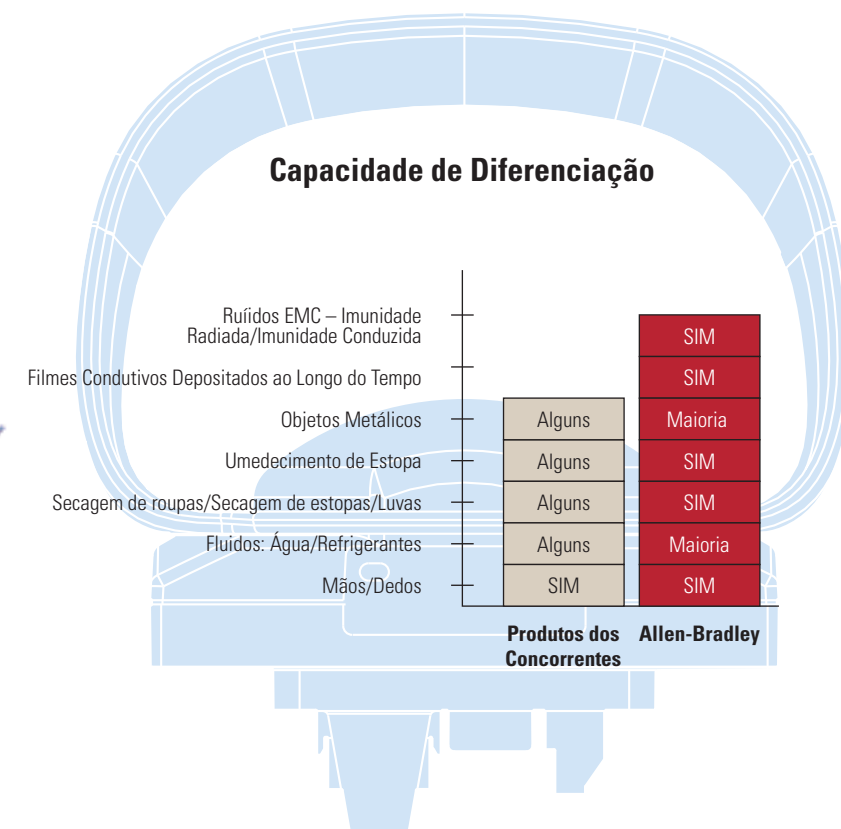 Capacidade de Diferenciação
Ruíidos EMC – Imunidade
Radiada/Imunidade Conduzida
SIM
Filmes Condutivos Depositados ao Longo do Tempo
SIM
Objetos Metálicos
Alguns
Maioria
Umedecimento de Estopa
Alguns
SIM
Secagem de roupas/Secagem de estopas/Luvas
Alguns
SIM
Fluidos: Água/Refrigerantes
Alguns
Maioria
Mãos/Dedos
SIM
SIM
Produtos dos
Concorrentes
Allen-Bradley